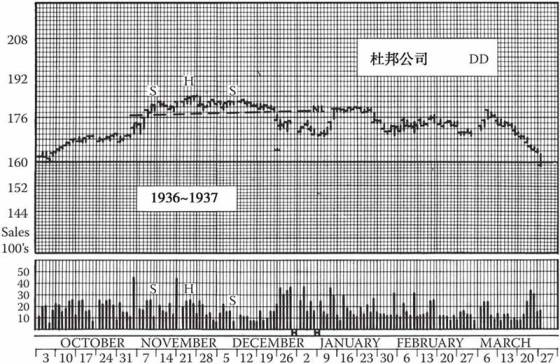 208
杜邦公司 DD
192
S H S
176
NL
160
152
1936~1937
144
Sales
100's
50
40
30
20
10
S H S
H H
OCTOBER NOVEMBER DECEMBER JANUARY FEBRUARY MARCH
3 10 17 24 31 7 14 21 28 5 12 19 26 2 9 16 23 30 6 13 20 27 6 13 20 27